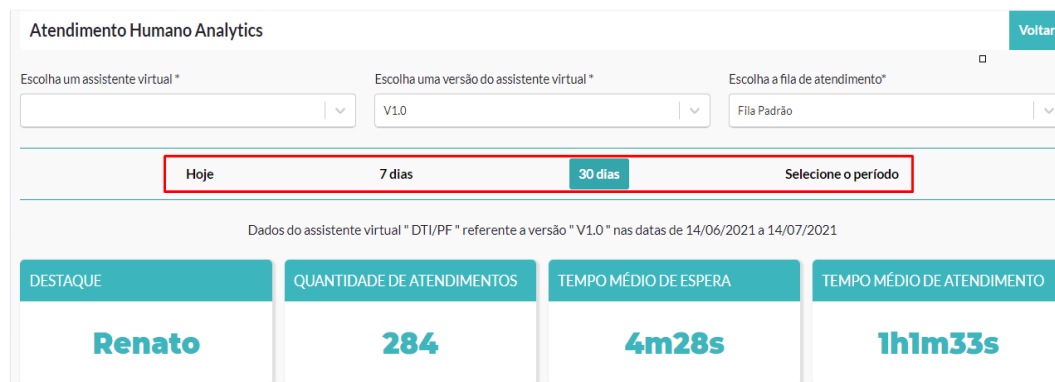 Atendimento Humano Analytics
Voltar
Escolha um assistente virtual *
Escolha uma versão do assistente virtual *
Escolha a fila de atendimento*
V1.0
Fila Padrão
Hoje
7 dias
30 dias
Selecione o período
Dados do assistente virtual " DTI/PF " referente a versão " V1.0 " nas datas de 14/06/2021 a 14/07/2021
DESTAQUE
QUANTIDADE DE ATENDIMENTOS
TEMPO MÉDIO DE ESPERA
TEMPO MÉDIO DE ATENDIMENTO
Renato
284
4m28s
1h1m33s